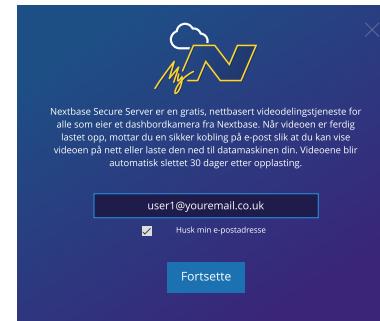 My N
Nextbase Secure Server er en gratis, nettbasert videodelingstjeneste for
alle som eier et dashbordkamera fra Nextbase. Når videoen er ferdig
lastet opp, mottar du en sikker kobling på e-post slik at du kan vise
videoen på nett eller laste den ned til datamaskinen din. Videoene blir
automatisk slettet 30 dager etter opplasting.
user1@youremail.co.uk
Husk min e-postadresse
Fortsette